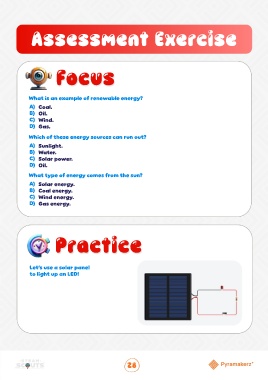 Assessment Exercise
Focus
What is an example of renewable energy?
A) Coal.
B) Oil.
C) Wind.
D) Gas.
Which of these energy sources can run out?
A) Sunlight.
B) Water.
C) Solar power.
D) Oil.
What type of energy comes from the sun?
A) Solar energy.
B) Coal energy.
C) Wind energy.
D) Gas energy.
Practice
Let's use a solar panel
to light up an LED!
SCOUTS
28
Pyramakerz